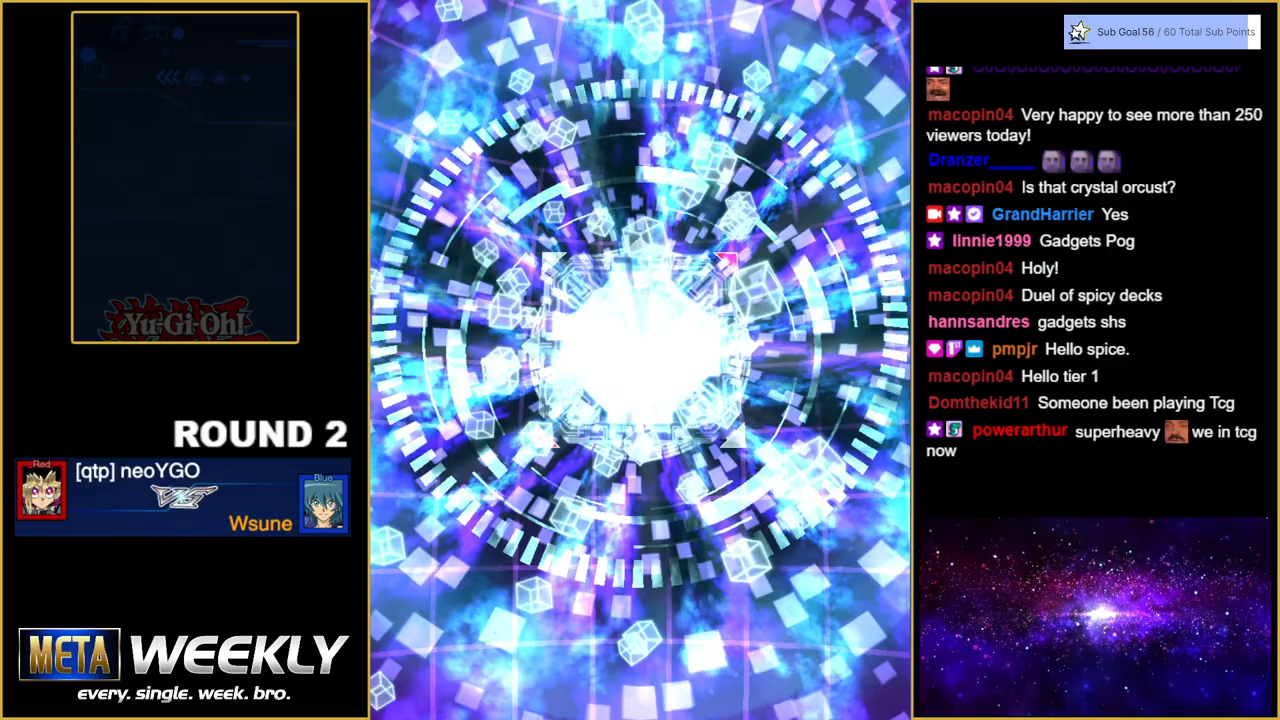 Sub Goal 56 / 60 Total Sub Points
macopin04 Very happy to see more than 250
viewers today!
Dranzer_____
macopin04 Is that crystal orcust?
GrandHarrier Yes
linnie1999 Gadgets Pog
macopin04 Holy!
macopin04 Duel of spicy decks
hannsandres gadgets shs
pmpjr Hello spice.
macopin04 Hello tier 1
Domthekid11 Someone been playing Tcg
powerarthur superheavy we in tcg
now
Yu-Gi-Oh!
ROUND 2
Red
[qtp] neoYGO
VS
Blue
Wsune
META WEEKLY
every. single. week. bro.